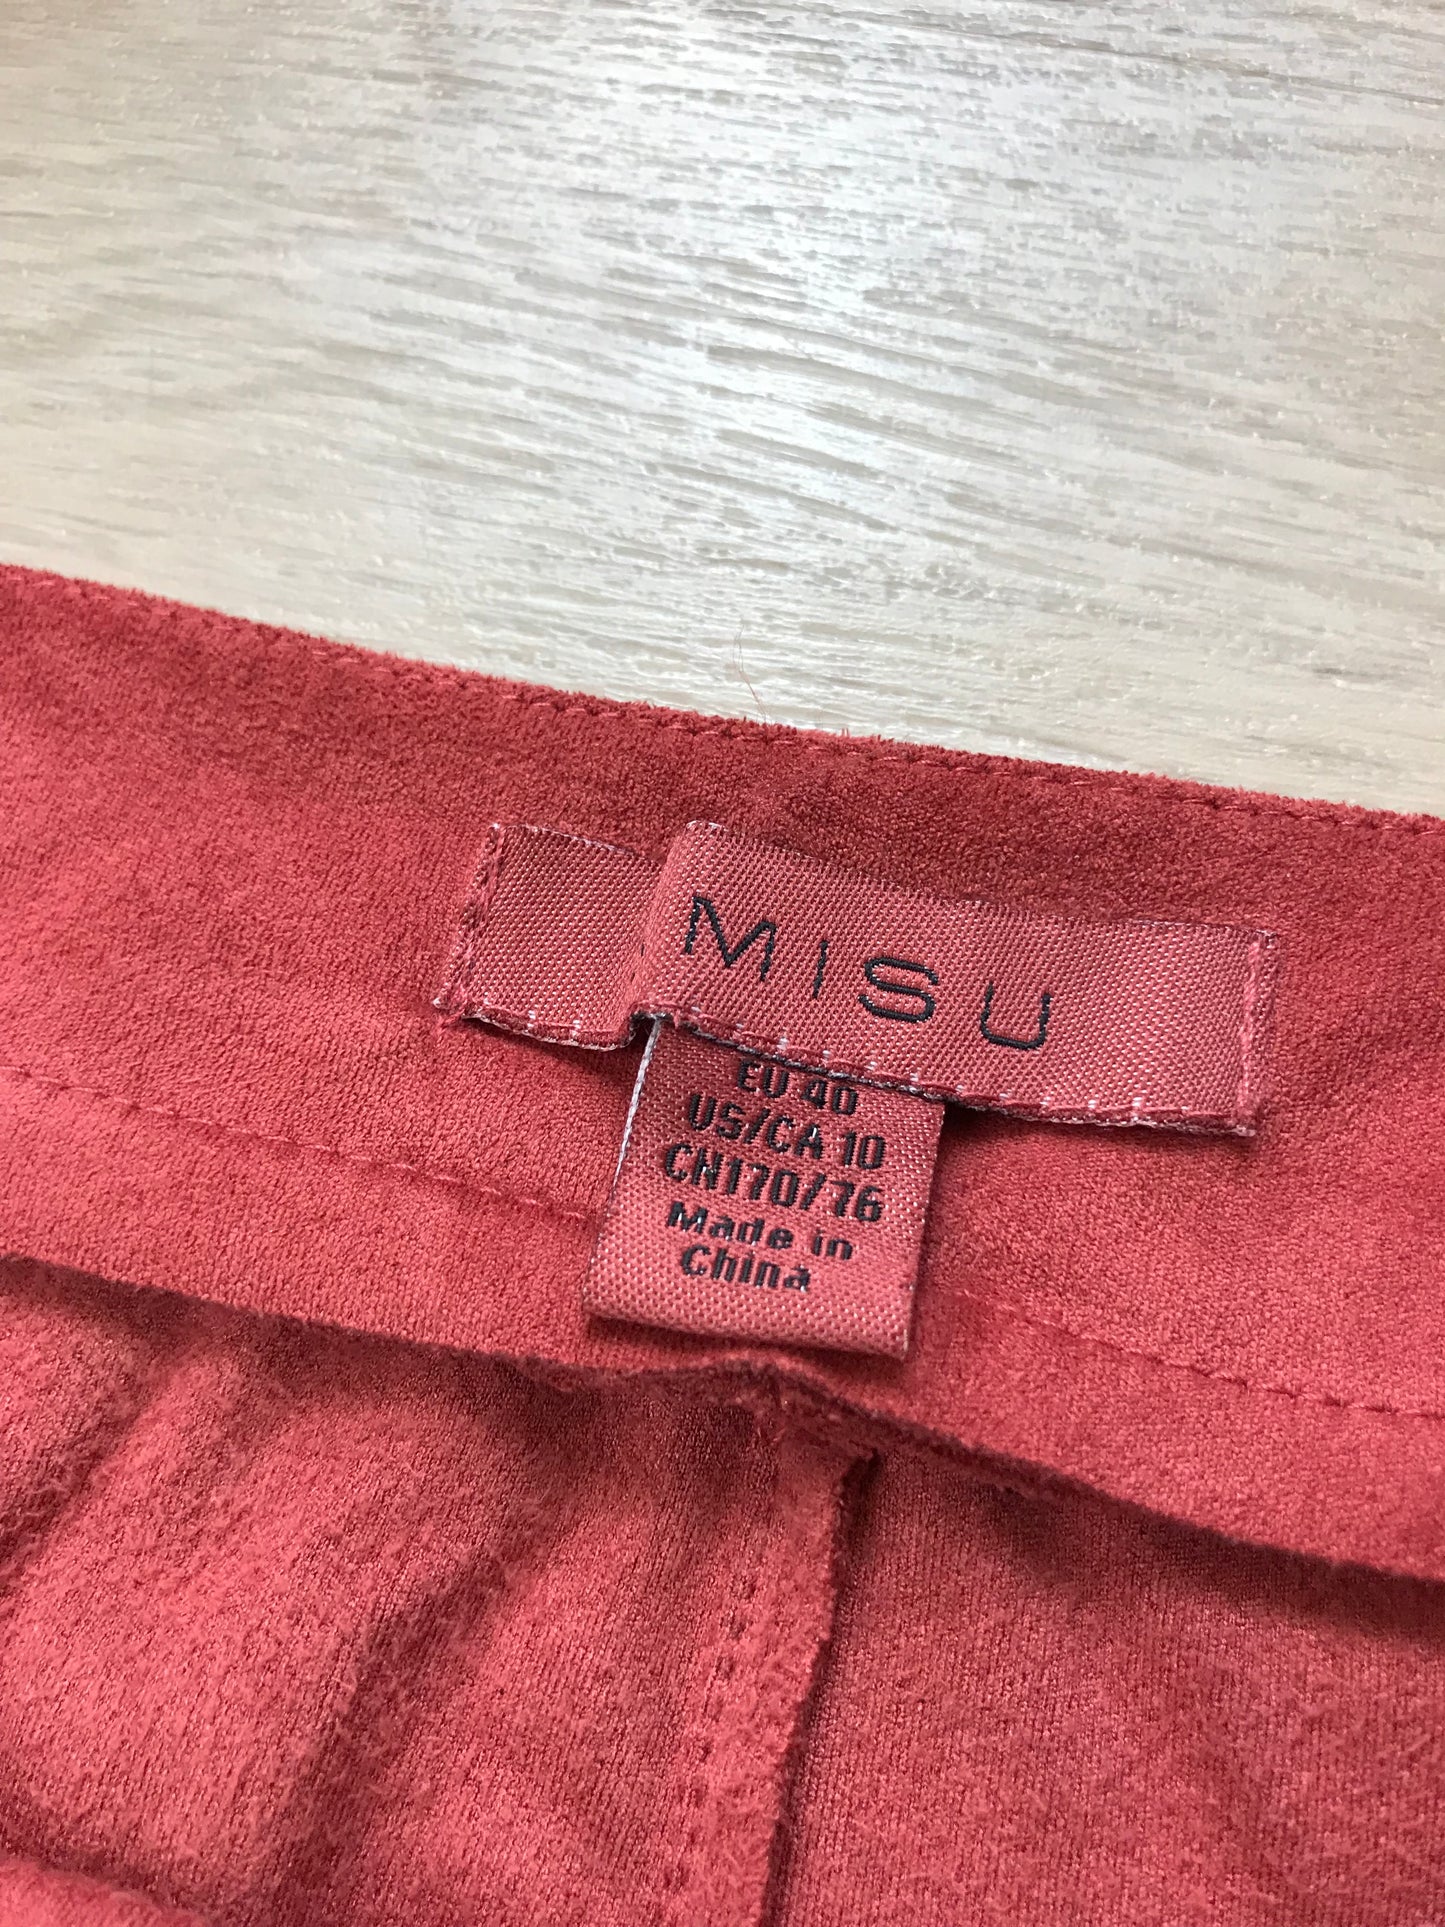 MISU
EU 40
US/CA 10
CN170/76
Made in
China